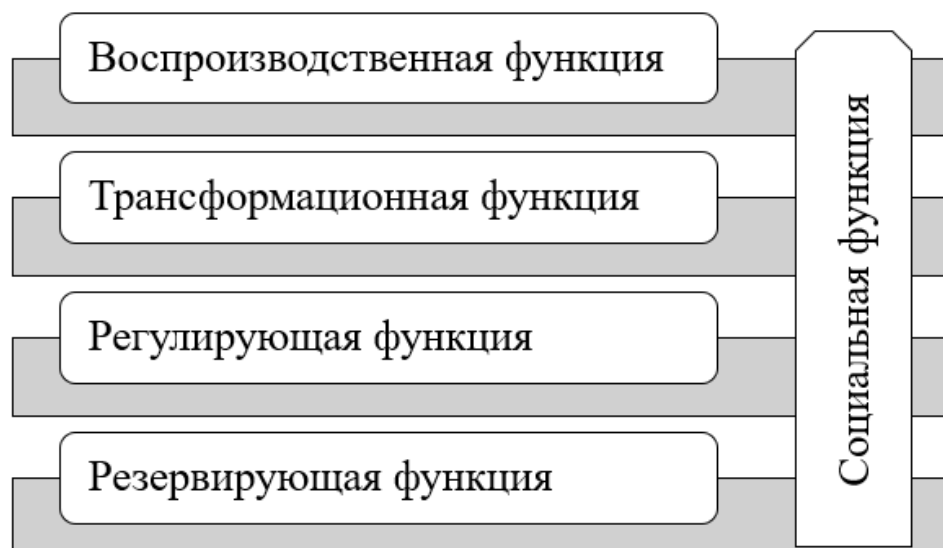 Воспроизводственная функция
Трансформационная функция
Регулирующая функция
Резервирующая функция
Социальная функция